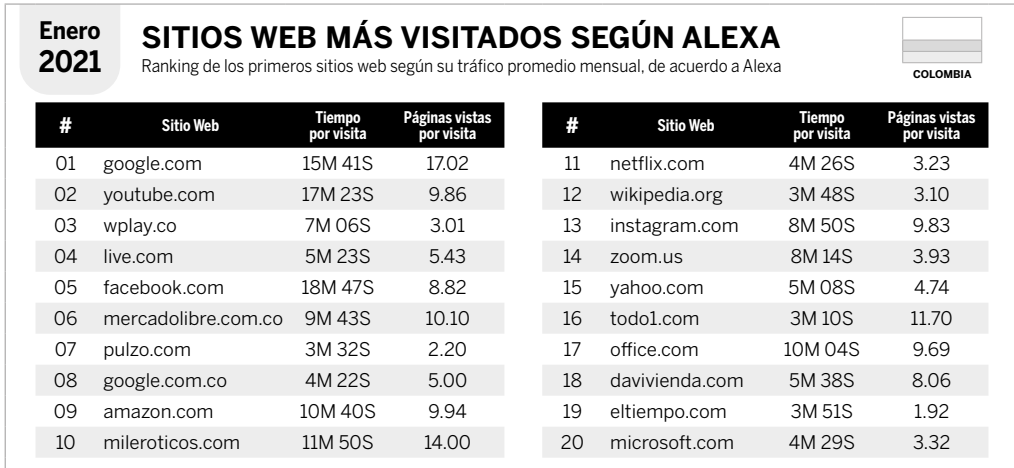 Enero
2021
SITIOS WEB MÁS VISITADOS SEGÚN ALEXA
Ranking de los primeros sitios web según su tráfico promedio mensual, de acuerdo a Alexa
COLOMBIA
# Sitio Web Tiempo por visita Páginas vistas por visita
01 google.com 15M 41S 17.02
02 youtube.com 17M 23S 9.86
03 wplay.co 7M 06S 3.01
04 live.com 5M 23S 5.43
05 facebook.com 18M 47S 8.82
06 mercadolibre.com.co 9M 43S 10.10
07 pulzo.com 3M 32S 2.20
08 google.com.co 4M 22S 5.00
09 amazon.com 10M 40S 9.94
10 mileroticos.com 11M 50S 14.00
# Sitio Web Tiempo por visita Páginas vistas por visita
11 netflix.com 4M 26S 3.23
12 wikipedia.org 3M 48S 3.10
13 instagram.com 8M 50S 9.83
14 zoom.us 8M 14S 3.93
15 yahoo.com 5M 08S 4.74
16 todo1.com 3M 10S 11.70
17 office.com 10M 04S 9.69
18 davivienda.com 5M 38S 8.06
19 eltiempo.com 3M 51S 1.92
20 microsoft.com 4M 29S 3.32